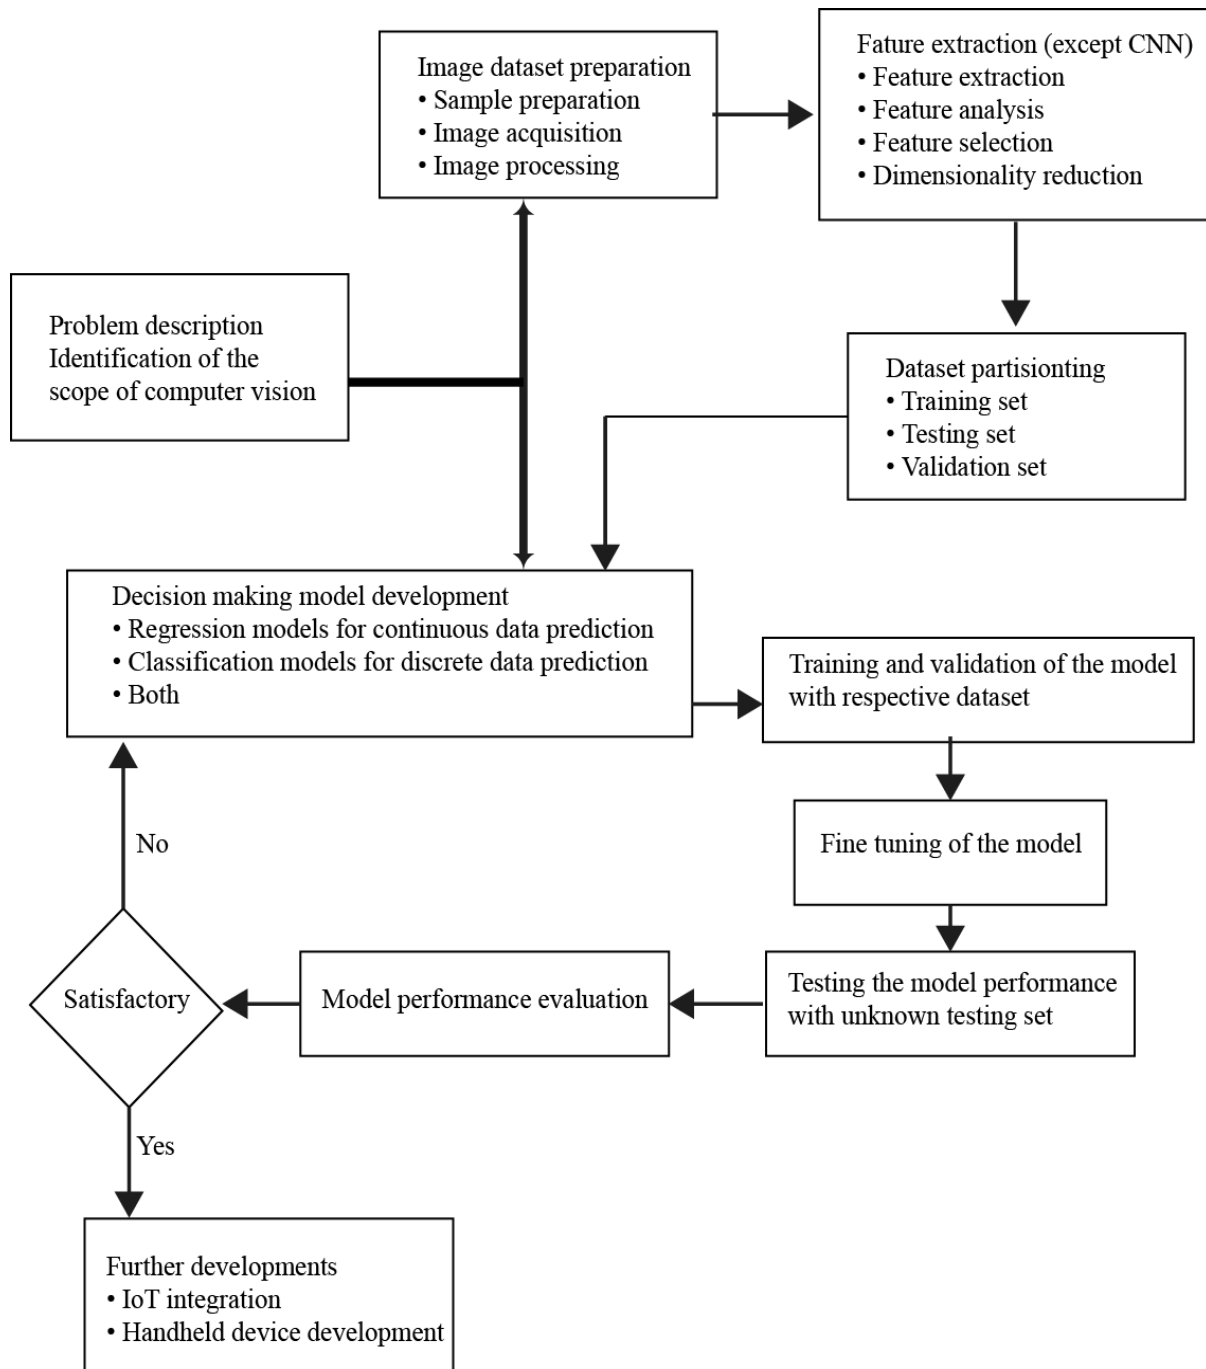 Image dataset preparation
• Sample preparation
• Image acquisition
• Image processing
Fature extraction (except CNN)
• Feature extraction
• Feature analysis
• Feature selection
• Dimensionality reduction
Problem description
Identification of the
scope of computer vision
Dataset partisionting
• Training set
• Testing set
• Validation set
Decision making model development
• Regression models for continuous data prediction
• Classification models for discrete data prediction
• Both
Training and validation of the model
with respective dataset
Fine tuning of the model
Testing the model performance
with unknown testing set
Model performance evaluation
Satisfactory
No
Yes
Further developments
• IoT integration
• Handheld device development